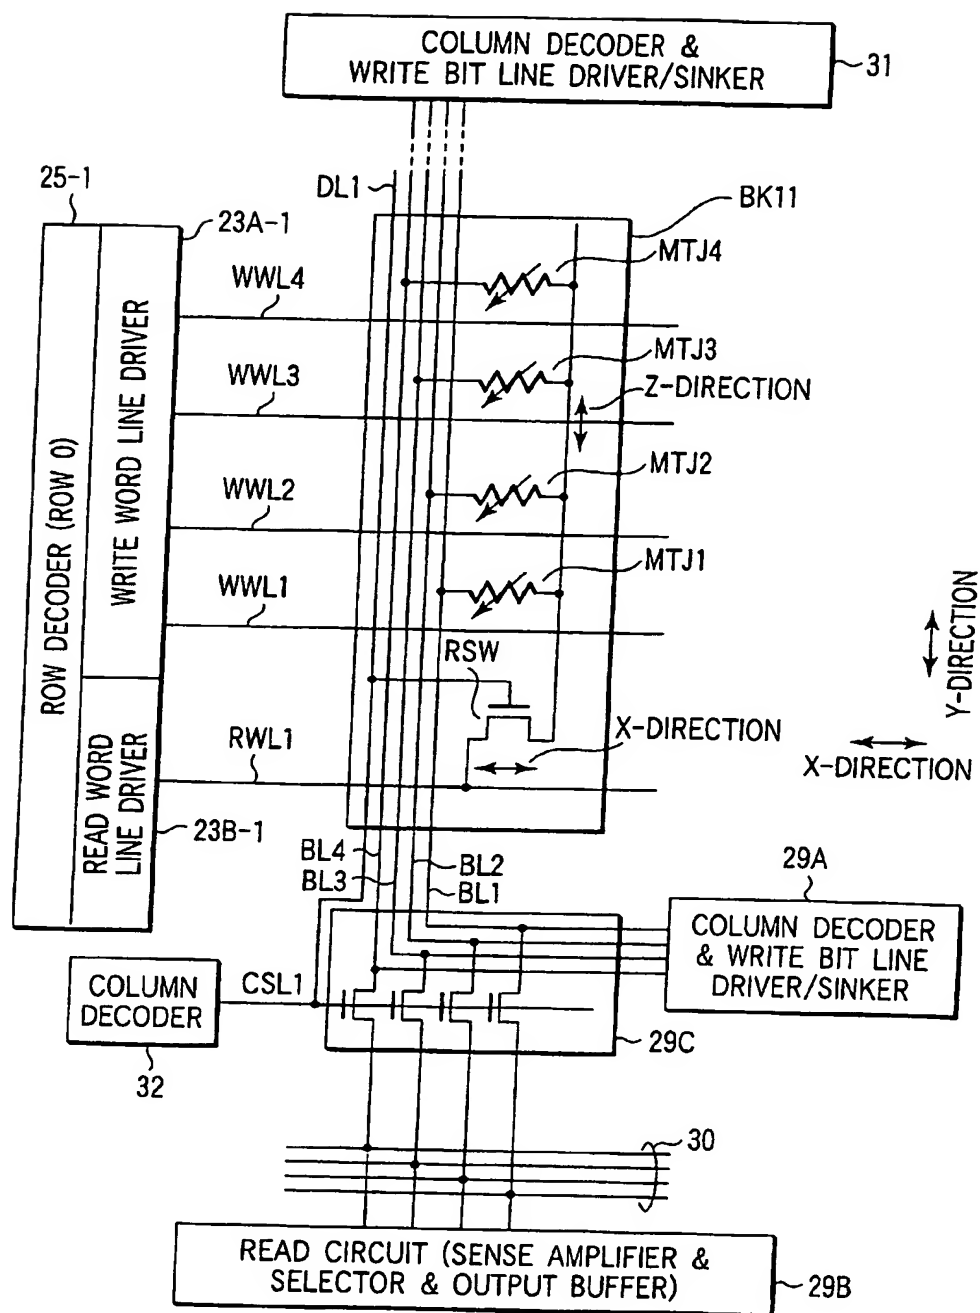 COLUMN DECODER &
WRITE BIT LINE DRIVER/SINKER
31
25-1
DL1
BK11
23A-1
MTJ4
WWL4
MTJ3
WWL3
Z-DIRECTION
ROW DECODER (ROW 0)
WRITE WORD LINE DRIVER
MTJ2
WWL2
MTJ1
WWL1
RSW
Y-DIRECTION
X-DIRECTION
X-DIRECTION
RWL1
READ WORD
LINE DRIVER
23B-1
BL4
BL3
BL2
BL1
29A
COLUMN DECODER
& WRITE BIT LINE
DRIVER/SINKER
COLUMN
DECODER
CSL1
32
29C
30
READ CIRCUIT (SENSE AMPLIFIER &
SELECTOR & OUTPUT BUFFER)
29B